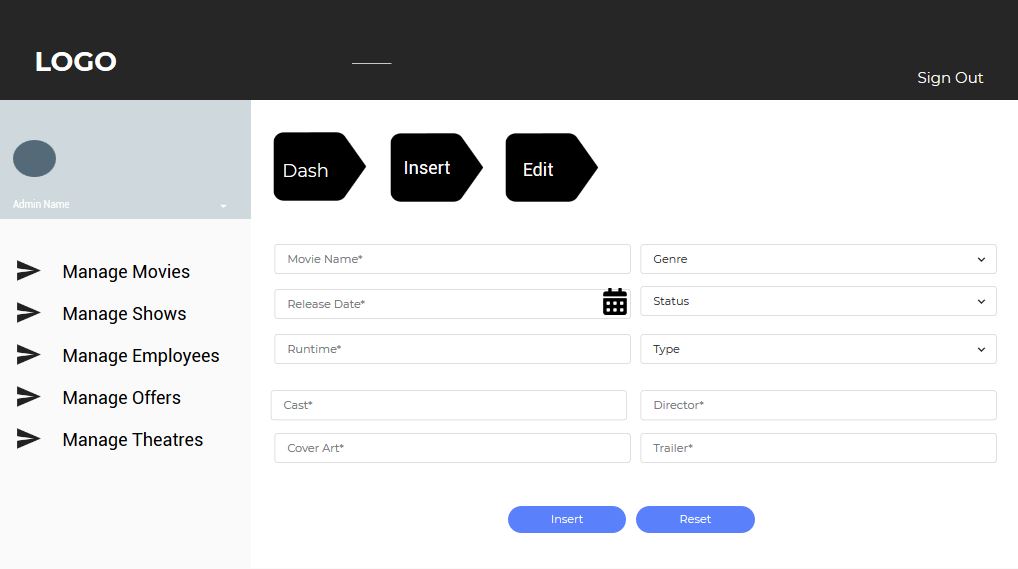 LOGO
Sign Out
Admin Name
Dash
Insert
Edit
Manage Movies
Manage Shows
Manage Employees
Manage Offers
Manage Theatres
Movie Name*
Genre
Release Date*
Status
Runtime*
Type
Cast*
Director*
Cover Art*
Trailer*
Insert
Reset